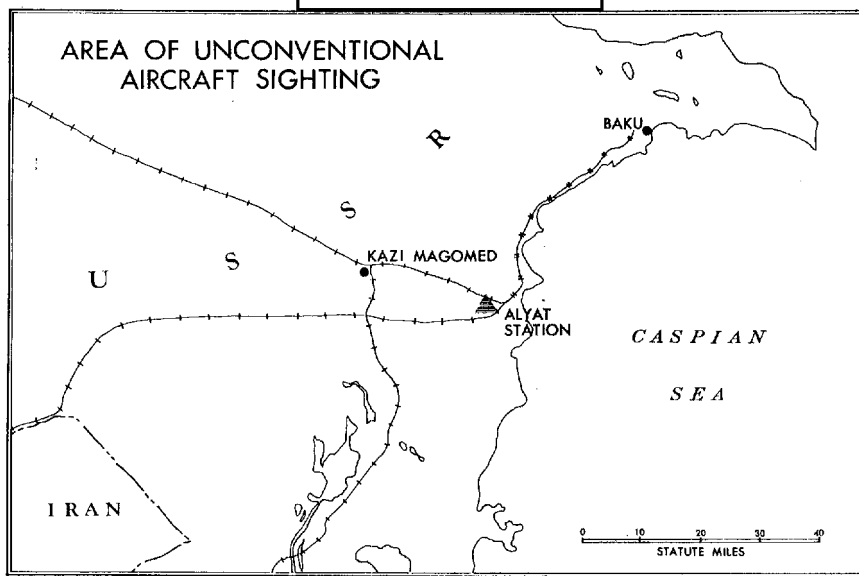 AREA OF UNCONVENTIONAL
AIRCRAFT SIGHTING
BAKU
U S S R
KAZI MAGOMED
ALYAT
STATION
CASPIAN
SEA
IRAN
0 10 20 30 40
STATUTE MILES